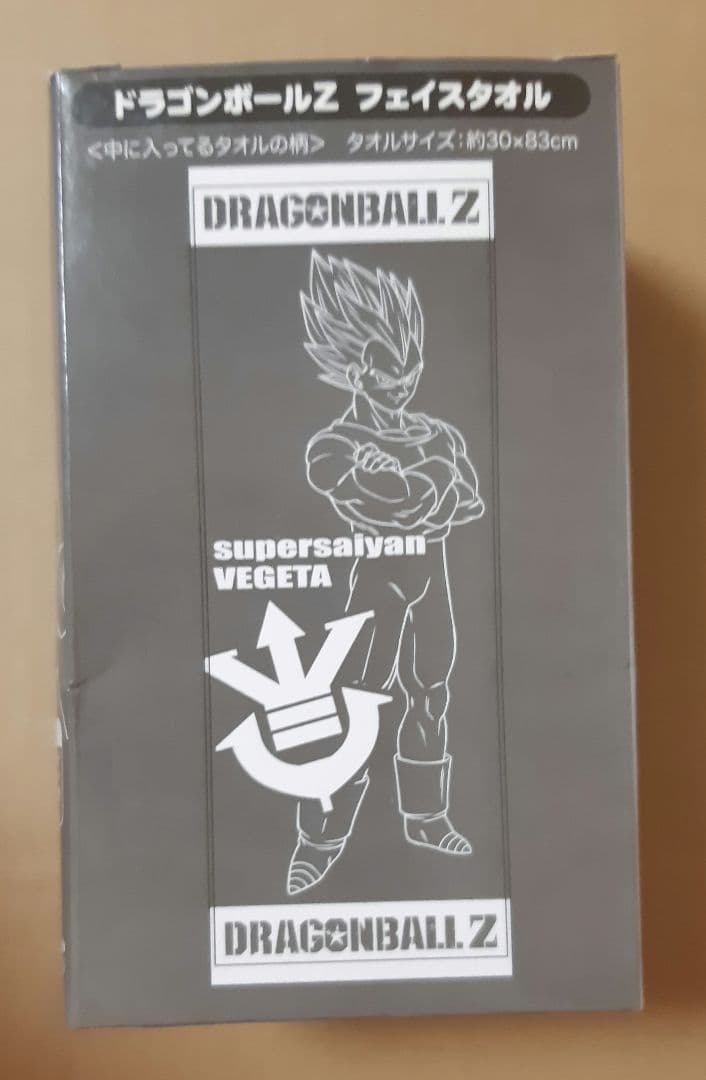 ドラゴンボールZ フェイスタオル
<中に入ってるタオルの柄> タオルサイズ:約30×83cm
DRAGONBALL Z
supersaiyan
VEGETA
DRAGONBALL Z